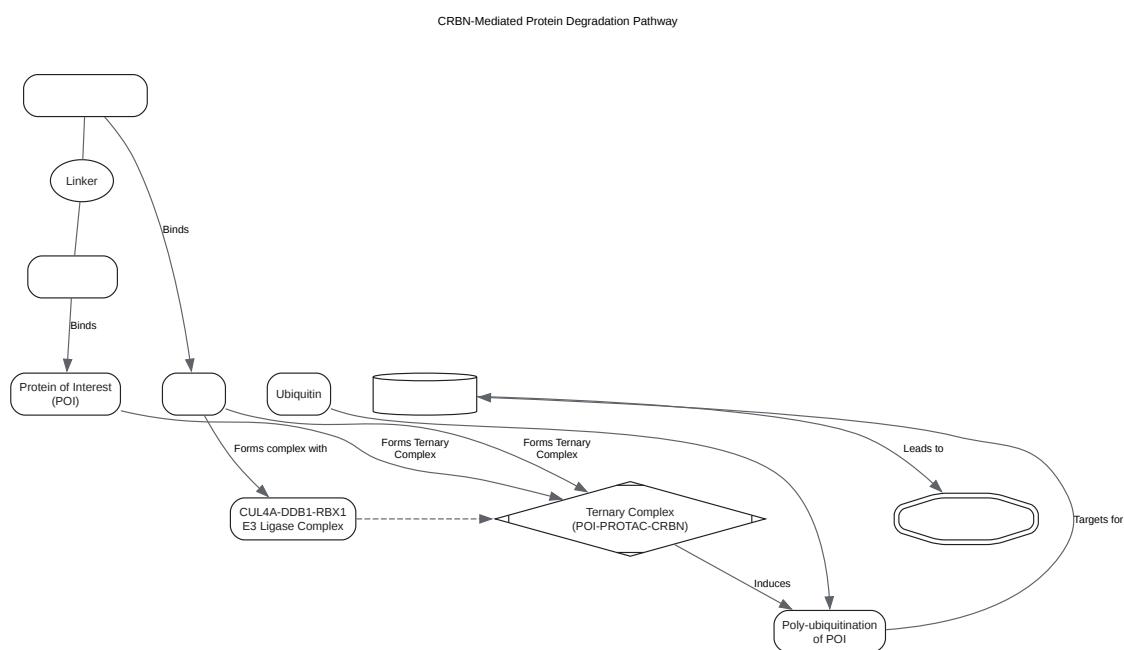 CRBN-Mediated Protein Degradation Pathway
Linker
Binds
Binds
Protein of Interest
(POI)
Ubiquitin
Forms complex with
Forms Ternary
Complex
Forms Ternary
Complex
Leads to
CUL4A-DDB1-RBX1
E3 Ligase Complex
Ternary Complex
(POI-PROTAC-CRBN)
Targets for
Induces
Poly-ubiquitination
of POI